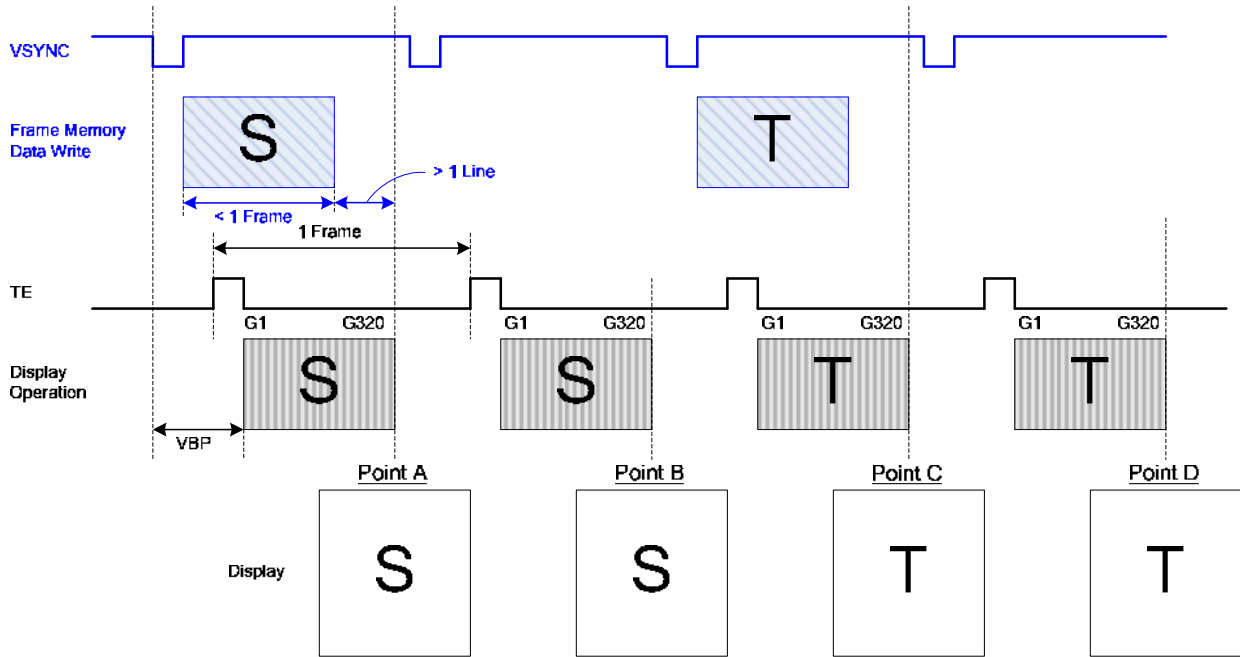 VSYNC
Frame Memory
Data Write
S
T
> 1 Line
< 1 Frame
1 Frame
TE
G1 G320 G1 G320 G1 G320 G1 G320
Display
Operation
S S T T
VBP
Point A Point B Point C Point D
Display
S S T T